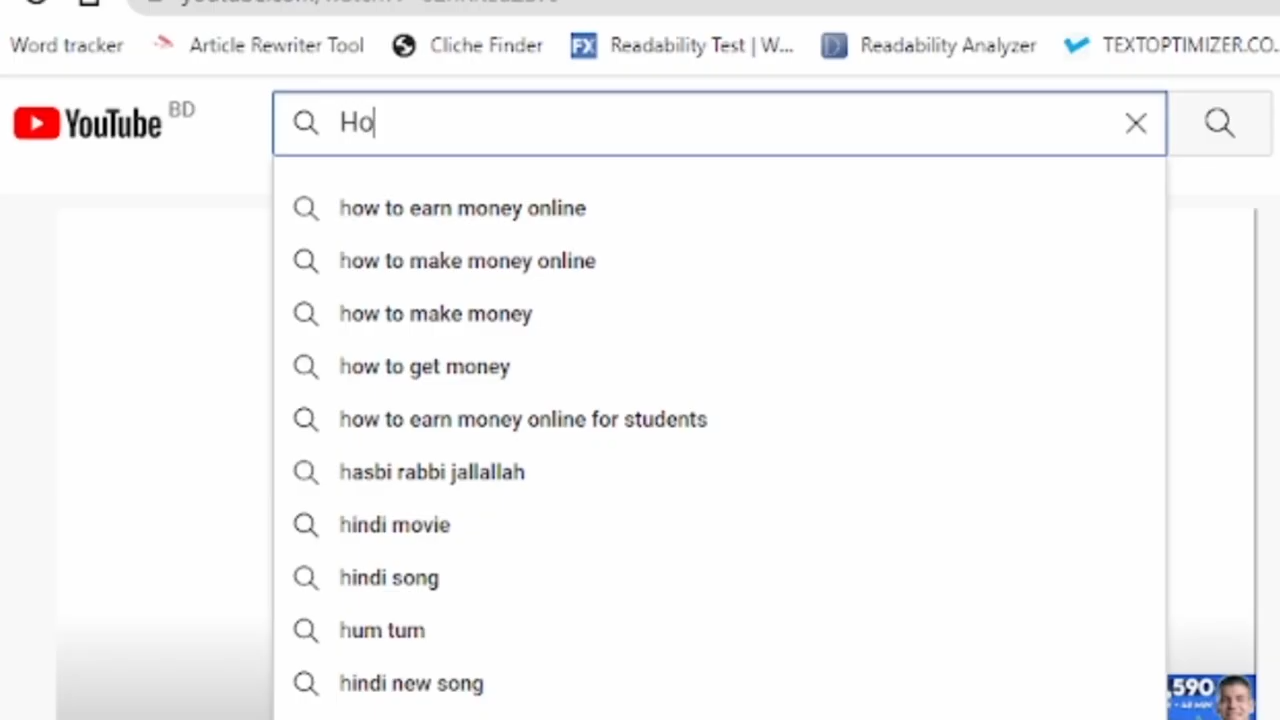 Word tracker Article Rewriter Tool Cliche Finder FX Readability Test | W... Readability Analyzer TEXTOPTIMIZER.CO.
YouTube BD Ho
how to earn money online
how to make money online
how to make money
how to get money
how to earn money online for students
hasbi rabbi jallallah
hindi movie
hindi song
hum tum
hindi new song
,590